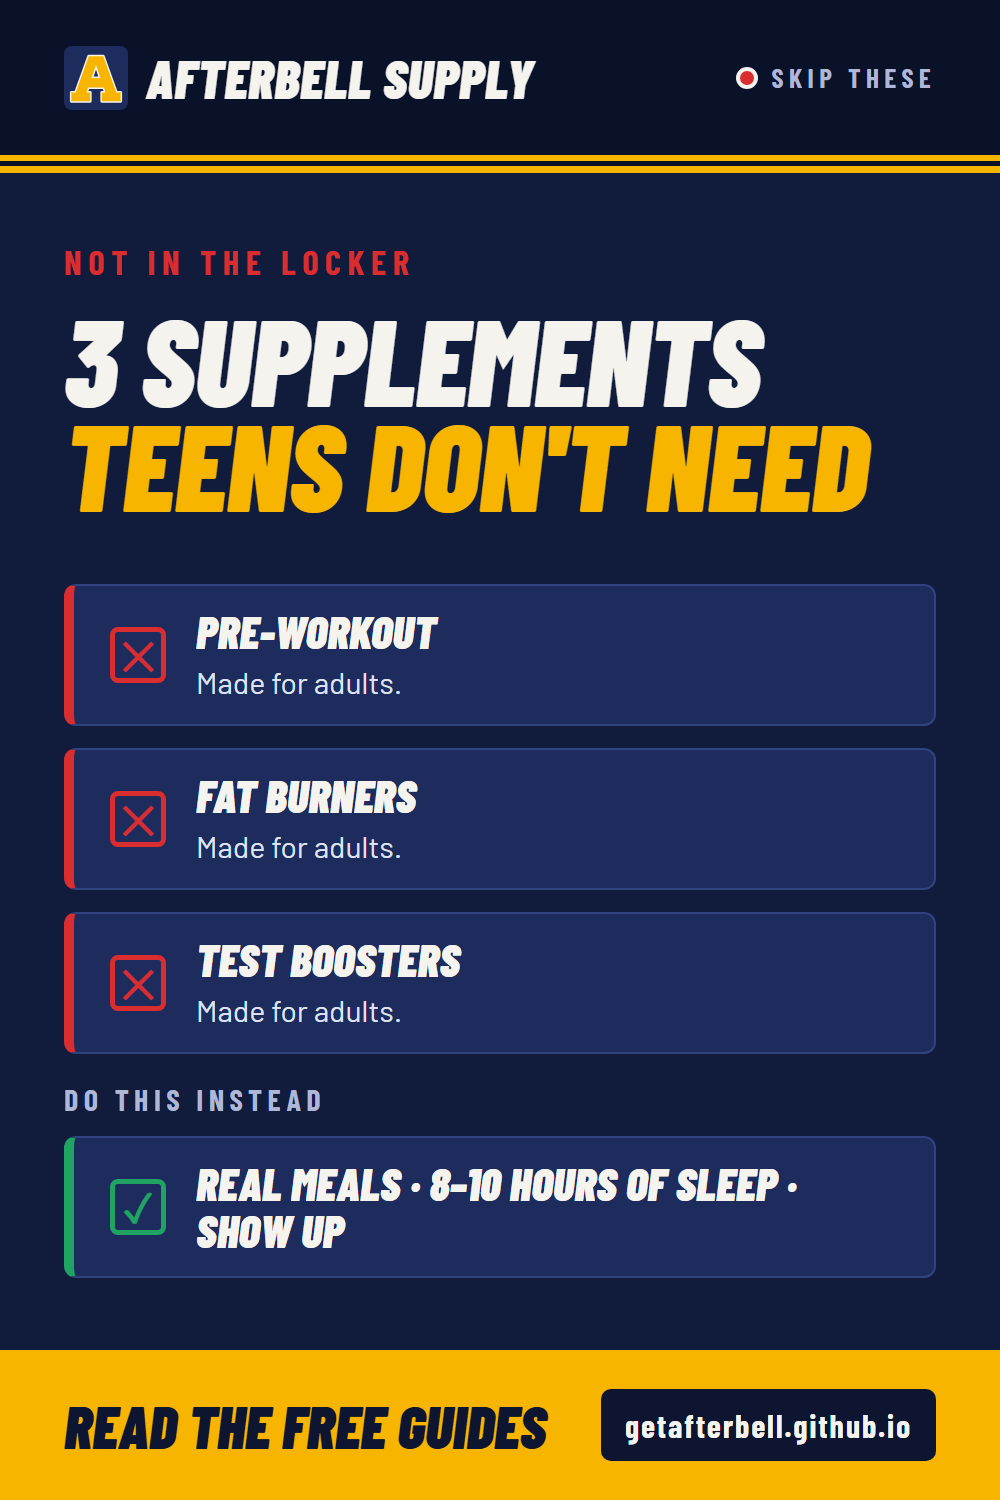 A AFTERBELL SUPPLY
SKIP THESE
NOT IN THE LOCKER
3 SUPPLEMENTS
TEENS DON'T NEED
PRE-WORKOUT
Made for adults.
FAT BURNERS
Made for adults.
TEST BOOSTERS
Made for adults.
DO THIS INSTEAD
REAL MEALS · 8–10 HOURS OF SLEEP ·
SHOW UP
READ THE FREE GUIDES
getafterbell.github.io